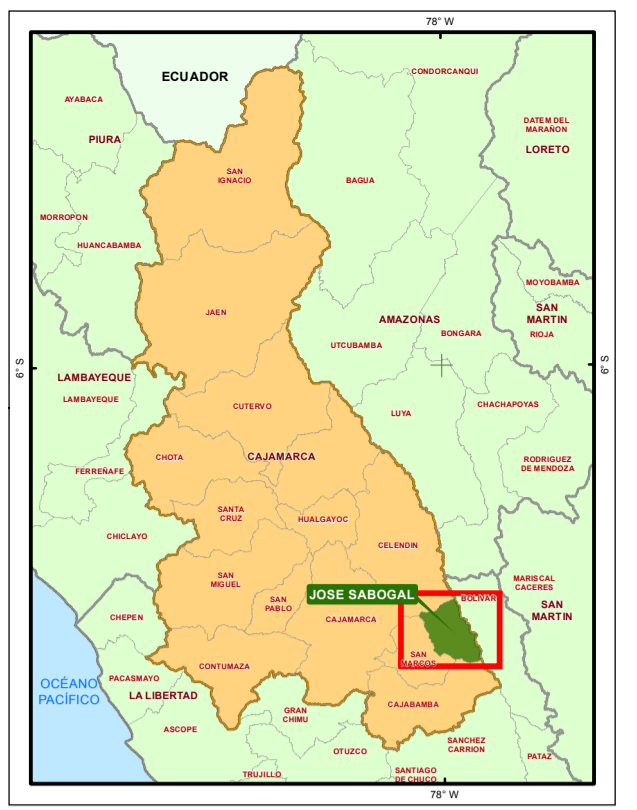 78° W
ECUADOR
CONDORCANQUI
AYABACA
PIURA
DATEM DEL
MARAÑON
LORETO
SAN
IGNACIO
BAGUA
MORROPON
HUANCABAMBA
MOYOBAMBA
SAN
MARTIN
RIOJA
JAEN
AMAZONAS
BONGARA
UTCUBAMBA
6° S
6° S
LAMBAYEQUE
LAMBAYEQUE
CUTERVO
LUYA
CHACHAPOYAS
CHOTA
CAJAMARCA
FERREÑAFE
RODRIGUEZ
DE MENDOZA
SANTA
CRUZ
HUALGAYOC
CHICLAYO
CELENDIN
SAN
MIGUEL
MARISCAL
CACERES
JOSE SABOGAL
BOLIVAR
SAN
PABLO
SAN
MARTIN
CHEPEN
CAJAMARCA
SAN
MARCOS
CONTUMAZA
OCÉANO
PACÍFICO
PACASMAYO
LA LIBERTAD
CAJABAMBA
GRAN
CHIMU
ASCOPE
SANCHEZ
CARRION
OTUZCO
PATAZ
TRUJILLO
SANTIAGO
DE CHUCO
78° W